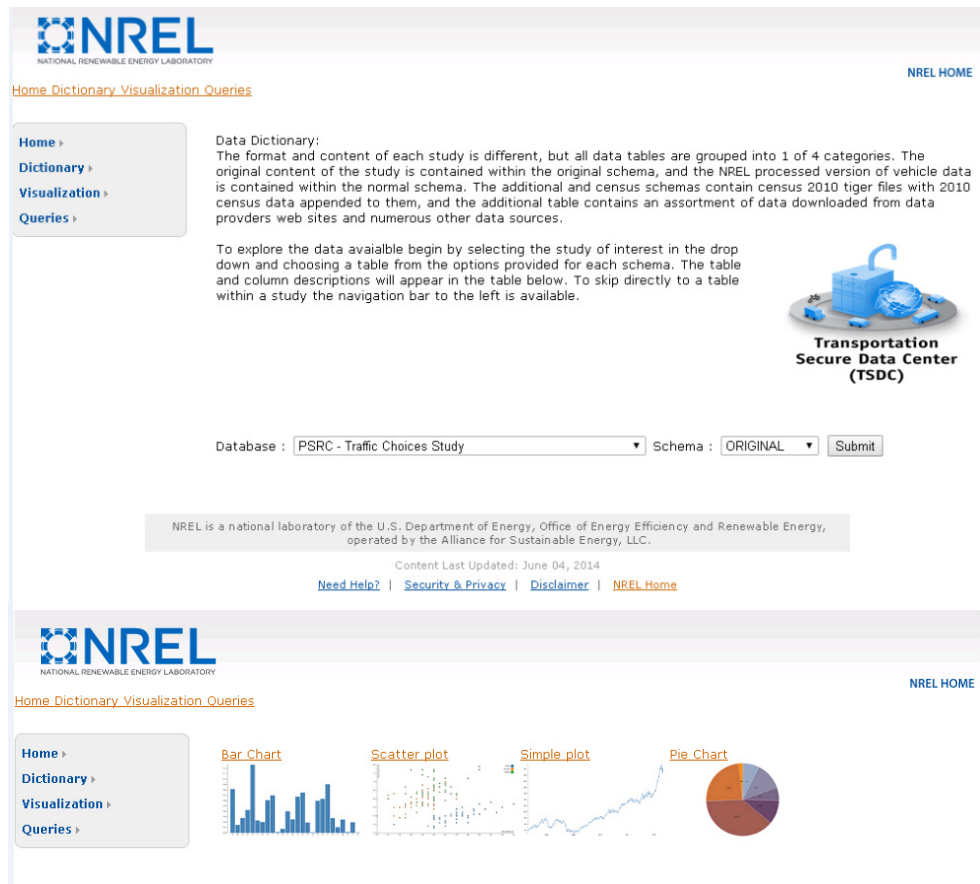 NREL
NATIONAL RENEWABLE ENERGY LABORATORY
NREL HOME
Home Dictionary Visualization Queries
Home
Dictionary
Visualization
Queries
Data Dictionary:
The format and content of each study is different, but all data tables are grouped into 1 of 4 categories. The
original content of the study is contained within the original schema, and the NREL processed version of vehicle data
is contained within the normal schema. The additional and census schemas contain census 2010 tiger files with 2010
census data appended to them, and the additional table contains an assortment of data downloaded from data
provders web sites and numerous other data sources.
To explore the data avaialble begin by selecting the study of interest in the drop
down and choosing a table from the options provided for each schema. The table
and column descriptions will appear in the table below. To skip directly to a table
within a study the navigation bar to the left is available.
Transportation
Secure Data Center
(TSDC)
Database : PSRC - Traffic Choices Study Schema : ORIGINAL Submit
NREL is a national laboratory of the U.S. Department of Energy, Office of Energy Efficiency and Renewable Energy,
operated by the Alliance for Sustainable Energy, LLC.
Content Last Updated: June 04, 2014
Need Help? | Security & Privacy | Disclaimer | NREL Home
NREL
NATIONAL RENEWABLE ENERGY LABORATORY
NREL HOME
Home Dictionary Visualization Queries
Home
Dictionary
Visualization
Queries
Bar Chart Scatter plot Simple plot Pie Chart